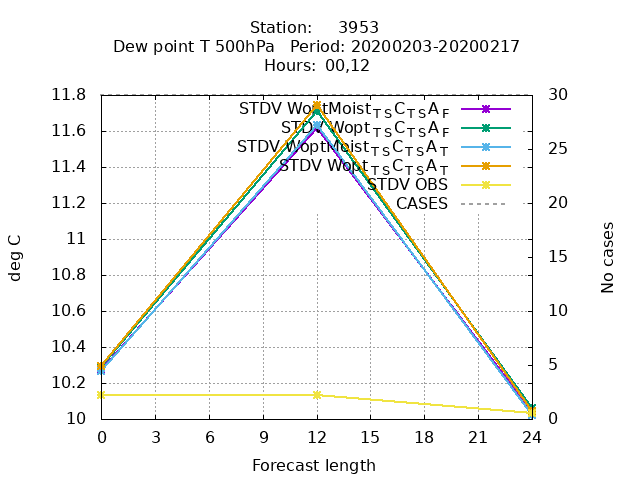 Station: 3953
Dew point T 500hPa Period: 20200203-20200217
Hours: 00,12
11.8
11.6
11.4
11.2
11
10.8
10.6
10.4
10.2
10
30
25
20
15
10
5
0
STDV WoptMoist_TS C_TS A_F
STDV Wopt_TS C_TS A_F
STDV WoptMoist_TS C_TS A_T
STDV Wopt_TS C_TS A_T
STDV OBS
CASES
deg C
No cases
0 3 6 9 12 15 18 21 24
Forecast length